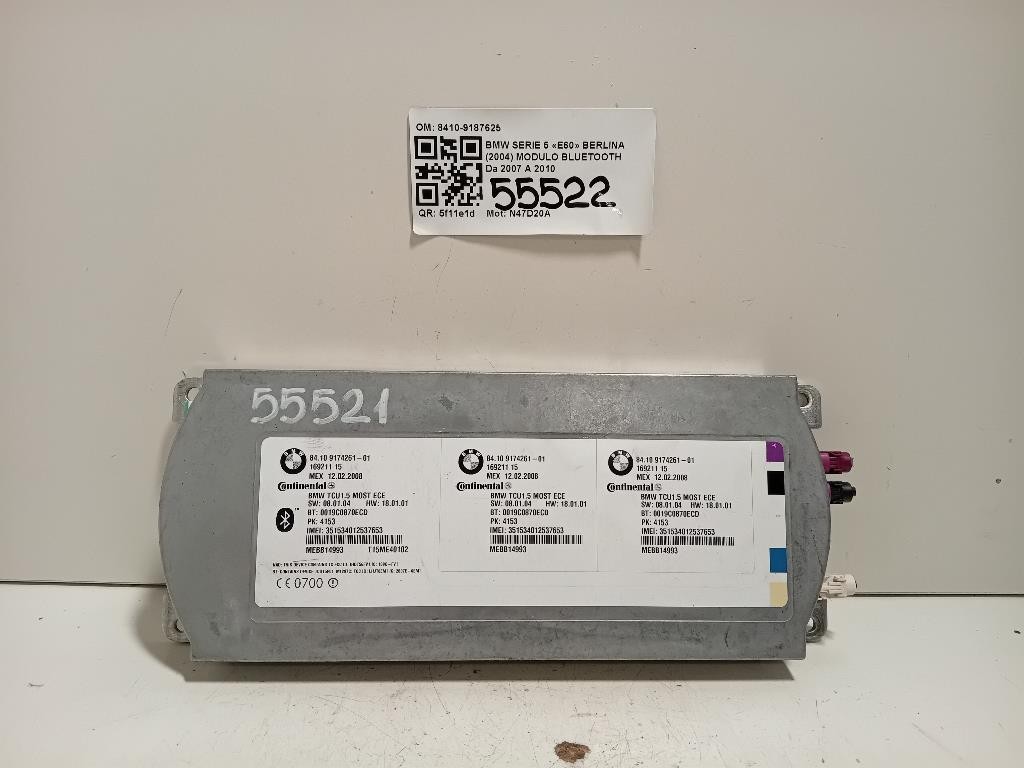 OM: 8410-9187625
BMW SERIE 5 «E60» BERLINA
(2004) MODULO BLUETOOTH
Da 2007 A 2010
55522
QR: 5f11e1d Mot: N47D20A
55521
84.10 9174261-01
169211 15
MEX 12.02.2008
Continental
BMW TCU1.5 MOST ECE
SW: 08.01.04 HW: 18.01.01
BT: 0019C0870ECD
PK: 4153
IMEI: 351534012537653
MEBB14993 T15ME49102
CE 0700
84.10 9174261-01
169211 15
MEX 12.02.2008
Continental
BMW TCU1.5 MOST ECE
SW: 08.01.04 HW: 18.01.01
BT: 0019C0870ECD
PK: 4153
IMEI: 351534012537653
MEBB14993
84.10 9174261-01
169211 15
MEX 12.02.2008
Continental
BMW TCU1.5 MOST ECE
SW: 08.01.04 HW: 18.01.01
BT: 0019C0870ECD
PK: 4153
IMEI: 351534012537653
MEBB14993